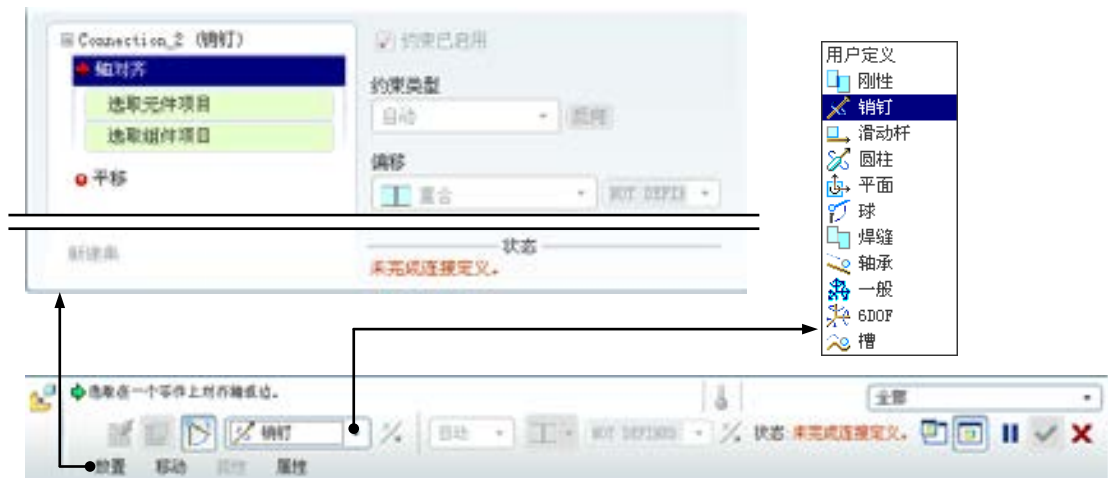 Connection_2 (销钉)
轴对齐
选取元件项目
选取组件项目
平移
新建集
约束已启用
约束类型
自动
反向
偏移
重合
NOT DEFIN
状态
未完成连接定义。
用户定义
刚性
销钉
滑动杆
圆柱
平面
球
焊缝
轴承
一般
6DOF
槽
选取在一个零件上对齐轴或边。
全部
销钉
自动
NOT DEFINED
状态:未完成连接定义。
放置 移动 挠性 属性